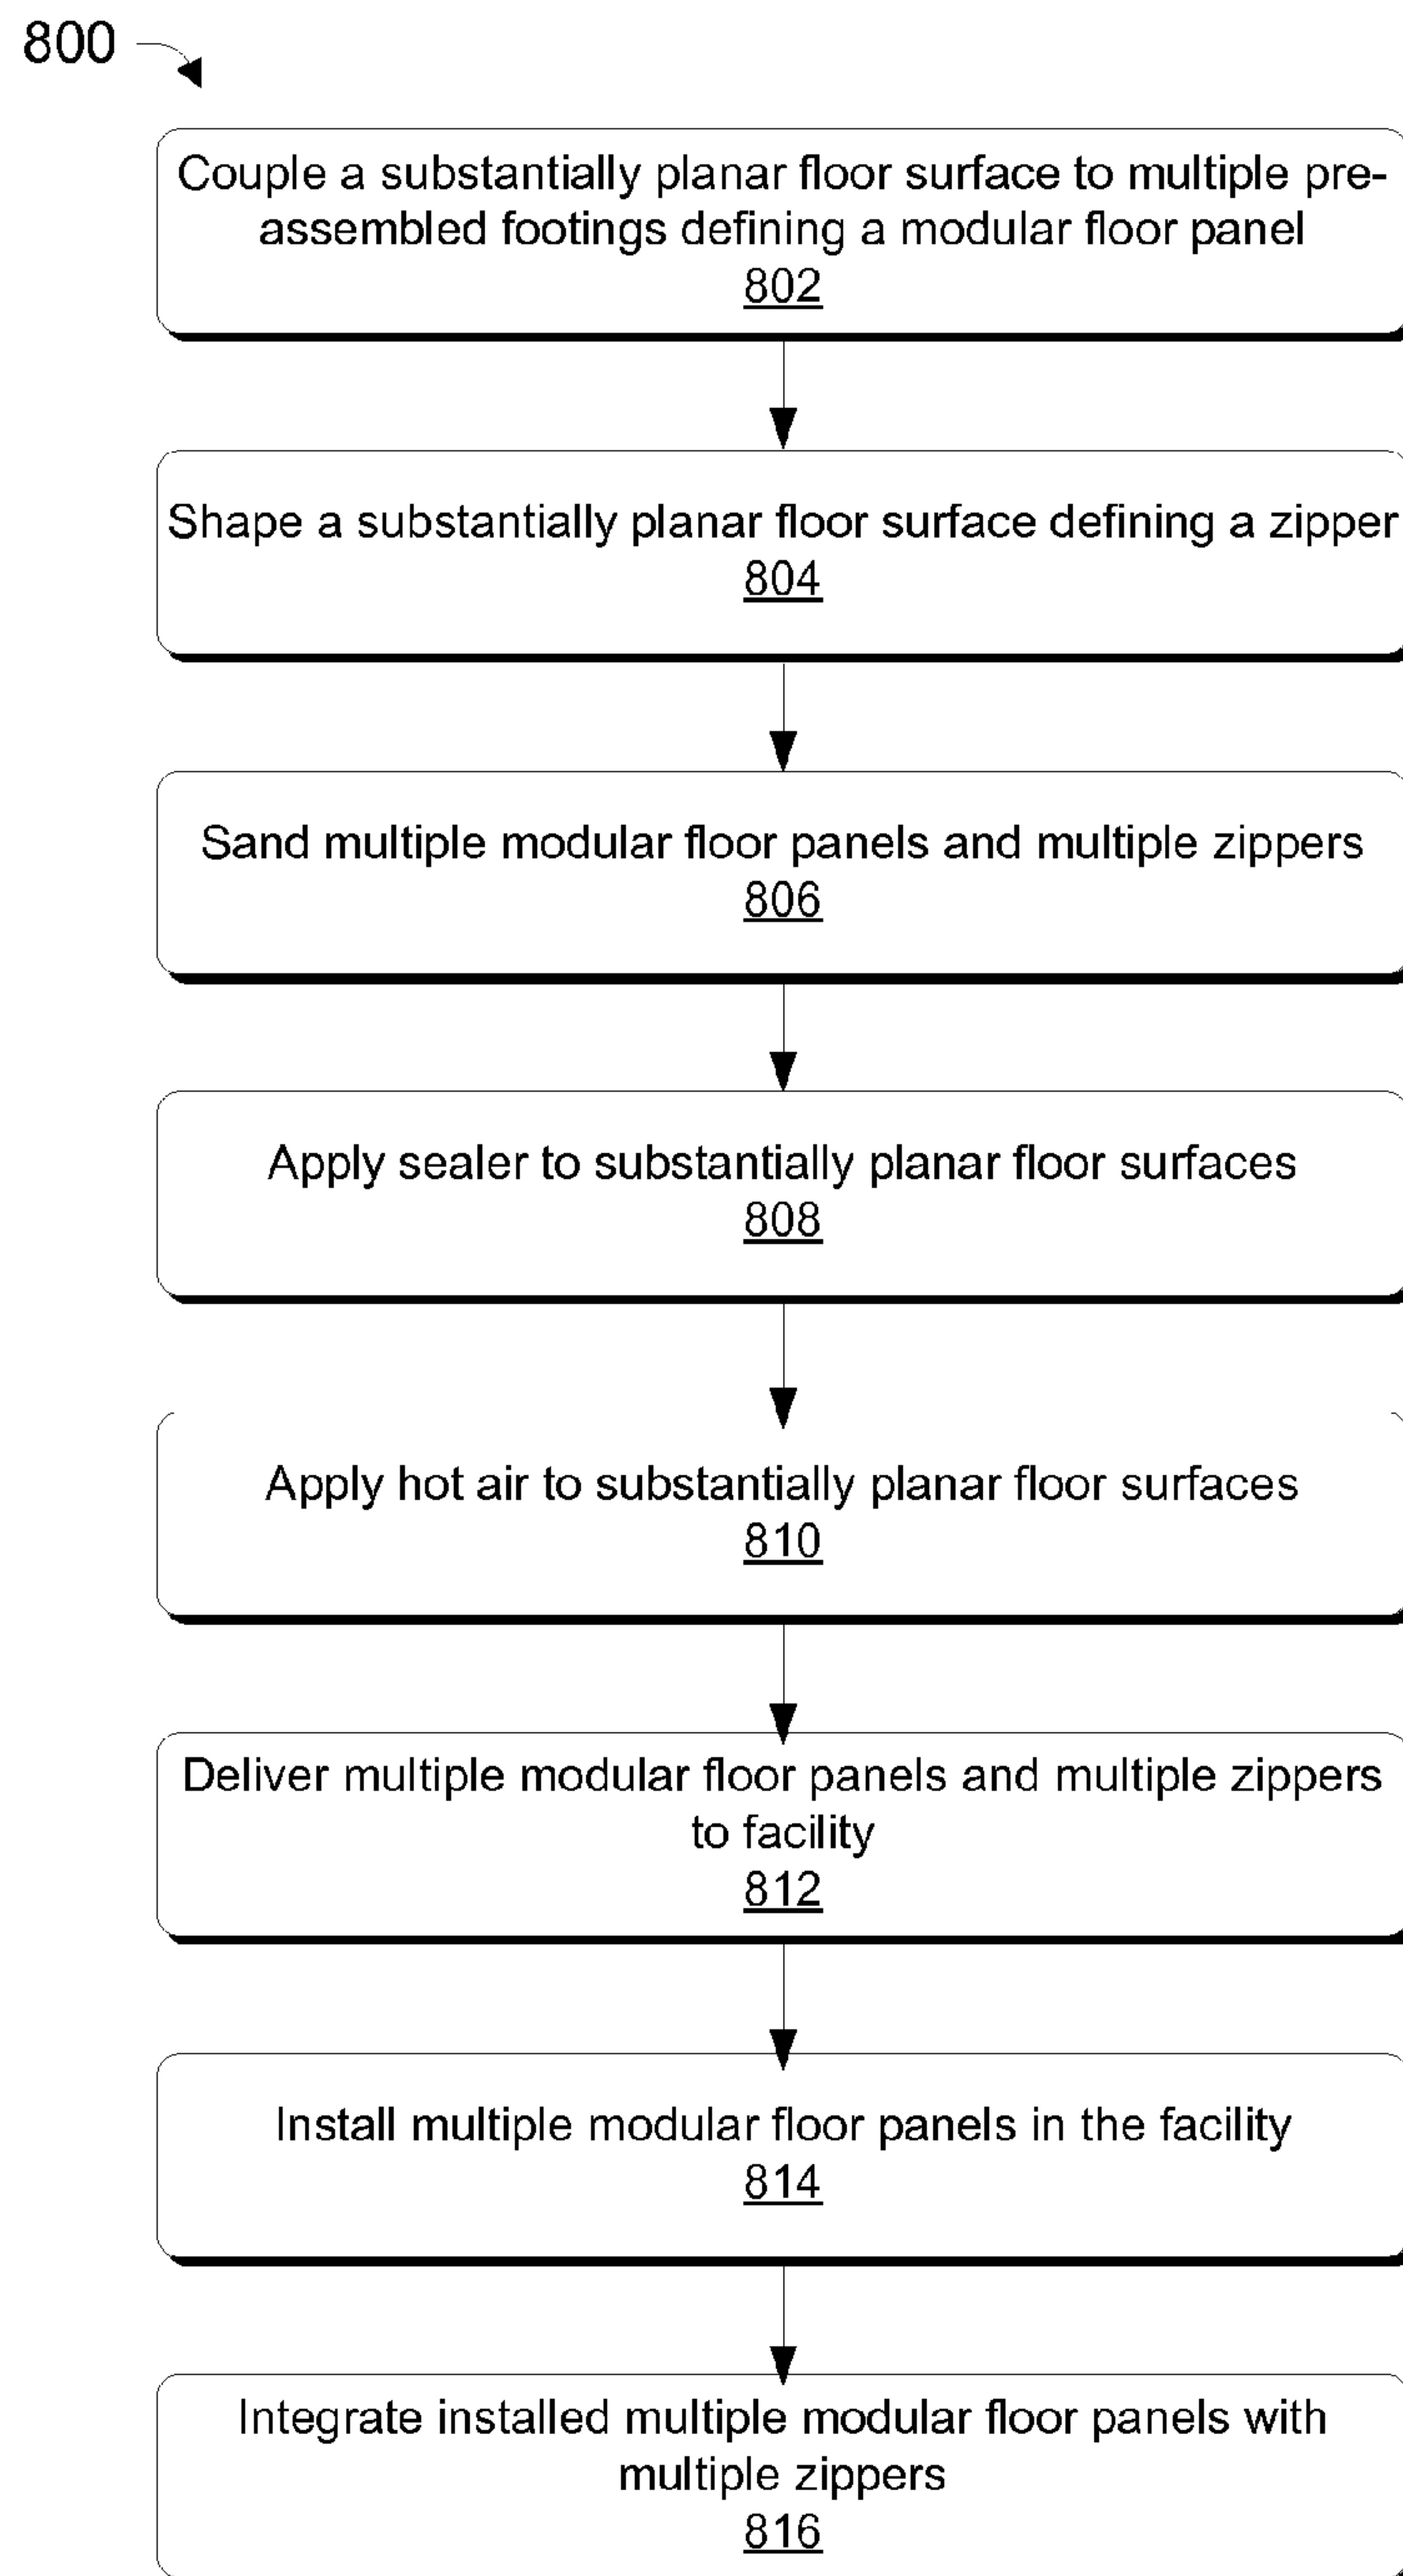 800
Couple a substantially planar floor surface to multiple pre-
assembled footings defining a modular floor panel
802
Shape a substantially planar floor surface defining a zipper
804
Sand multiple modular floor panels and multiple zippers
806
Apply sealer to substantially planar floor surfaces
808
Apply hot air to substantially planar floor surfaces
810
Deliver multiple modular floor panels and multiple zippers
to facility
812
Install multiple modular floor panels in the facility
814
Integrate installed multiple modular floor panels with
multiple zippers
816